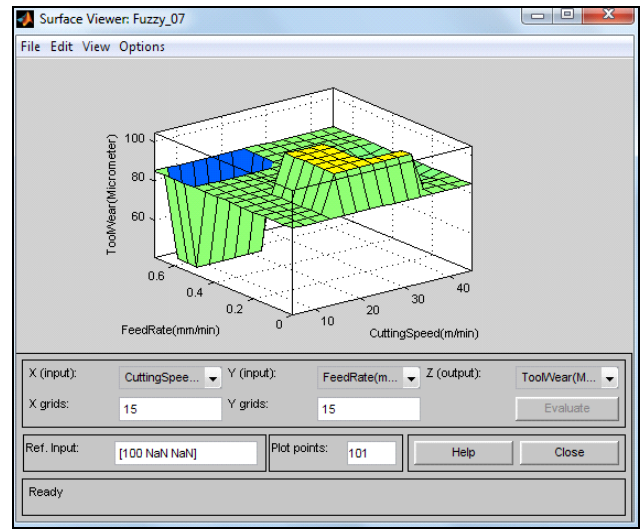 Surface Viewer: Fuzzy_07
File Edit View Options
100
80
60
ToolWear(Micrometer)
0.6
0.4
0.2
0
FeedRate(mm/min)
10
20
30
40
CuttingSpeed(m/min)
X (input): CuttingSpee... Y (input): FeedRate(m... Z (output): ToolWear(M...
X grids: 15 Y grids: 15 Evaluate
Ref. Input: [100 NaN NaN] Plot points: 101 Help Close
Ready